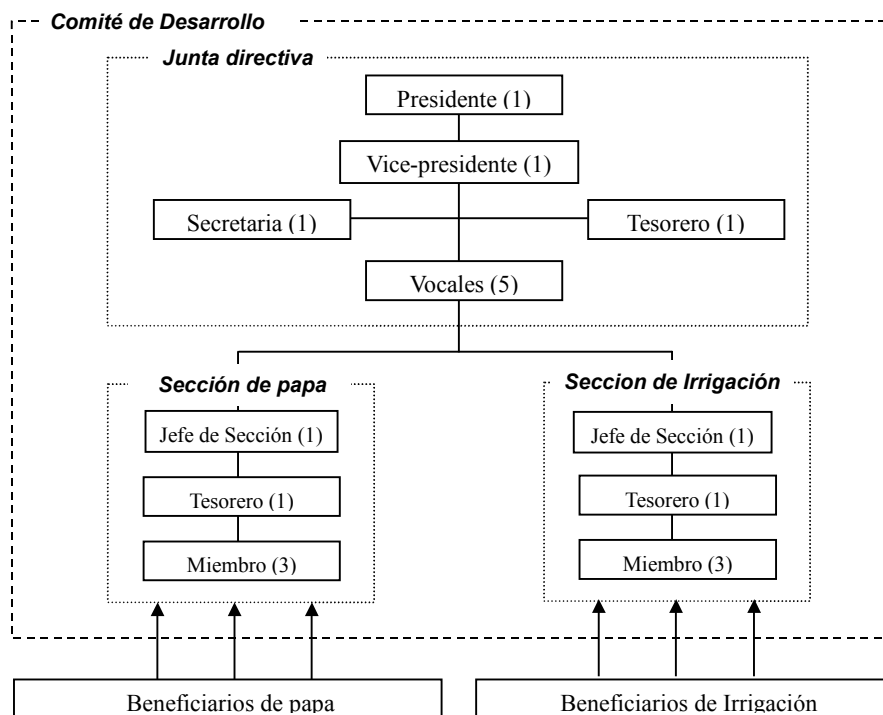 Comité de Desarrollo
Junta directiva
Presidente (1)
Vice-presidente (1)
Secretaria (1)
Tesorero (1)
Vocales (5)
Sección de papa
Seccion de Irrigación
Jefe de Sección (1)
Jefe de Sección (1)
Tesorero (1)
Tesorero (1)
Miembro (3)
Miembro (3)
Beneficiarios de papa
Beneficiarios de Irrigación